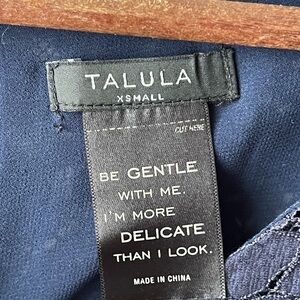 TALULA
XSMALL
CUT HERE
BE GENTLE
WITH ME.
I'M MORE
DELICATE
THAN I LOOK.
MADE IN CHINA